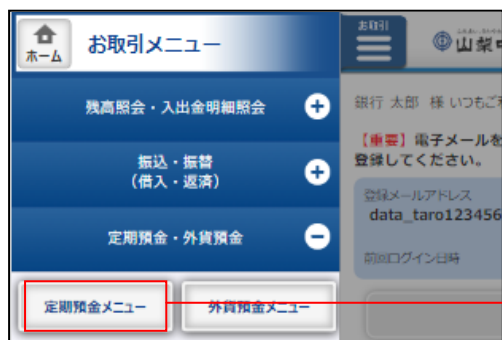 ホーム
お取引メニュー
残高照会・入出金明細照会
振込・振替
(借入・返済)
定期預金・外貨預金
定期預金メニュー
外貨預金メニュー
お取引
山梨中
銀行 太郎 様 いつもご
【重要】電子メールを
登録してください。
登録メールアドレス
data_taro123456
前回ログイン日時